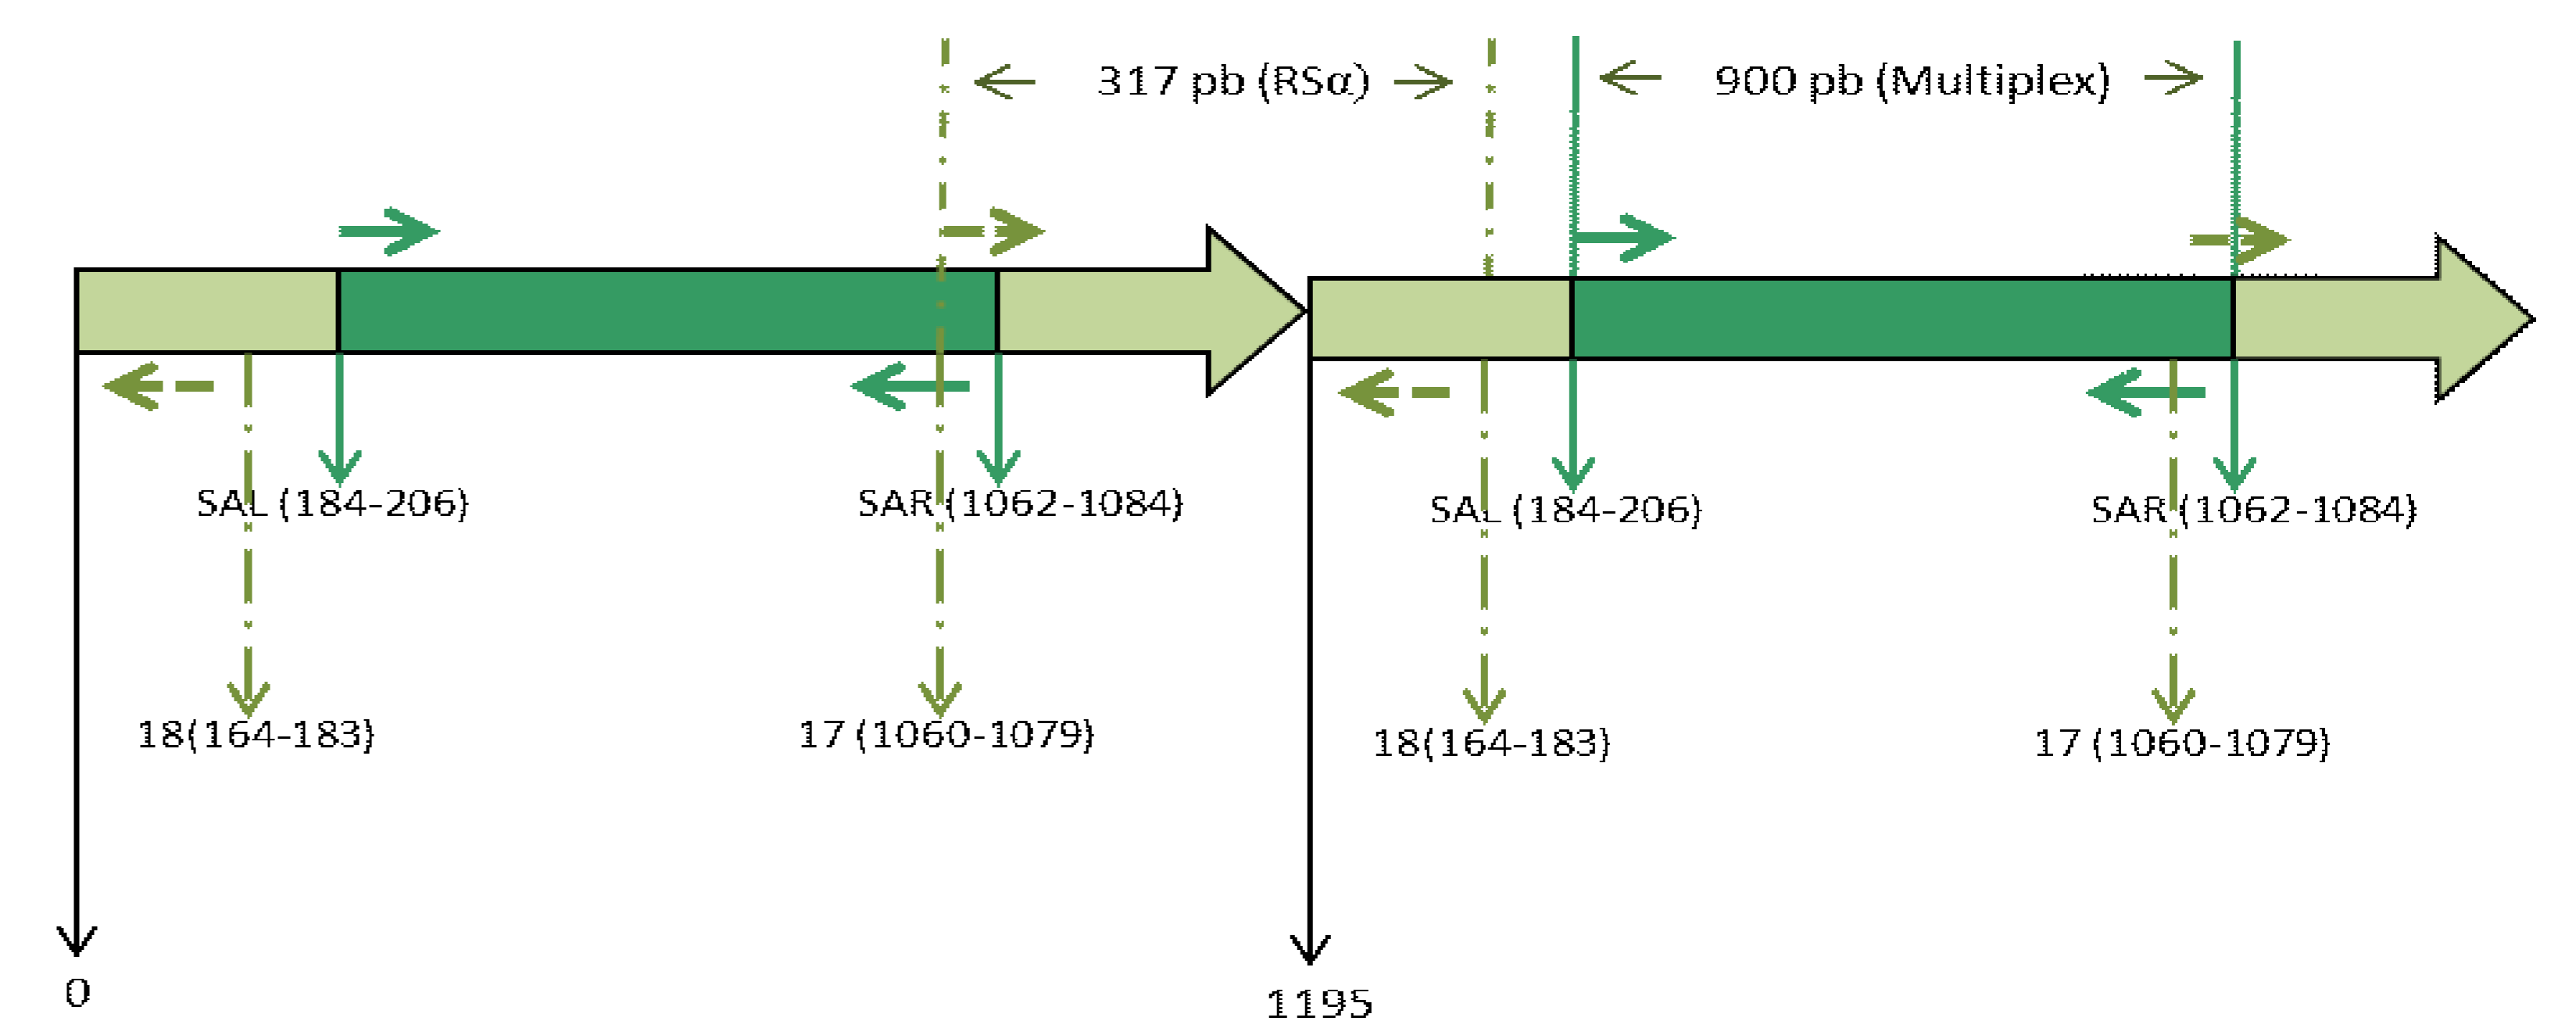 317 pb (RSα)
900 pb (Multiplex)
SAL (184-206)
SAR (1062-1084)
SAL (184-206)
SAR (1062-1084)
18(164-183)
17 (1060-1079)
18(164-183)
17 (1060-1079)
0
1195